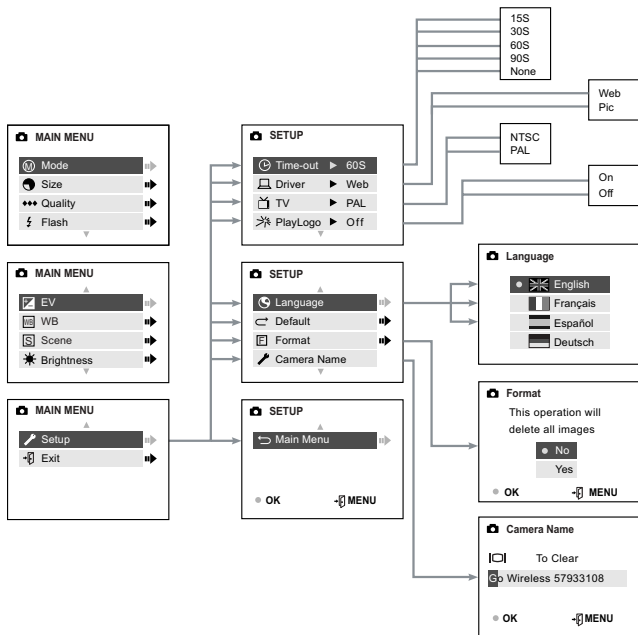 15S
30S
60S
90S
None
Web
Pic
NTSC
PAL
On
Off
MAIN MENU
M Mode
Size
Quality
Flash
SETUP
Time-out 60S
Driver Web
TV PAL
PlayLogo Off
MAIN MENU
EV
WB WB
S Scene
Brightness
SETUP
Language
Default
F Format
Camera Name
Language
English
Français
Español
Deutsch
MAIN MENU
Setup
Exit
SETUP
Main Menu
OK MENU
Format
This operation will
delete all images
No
Yes
OK MENU
Camera Name
To Clear
Go Wireless 57933108
OK MENU